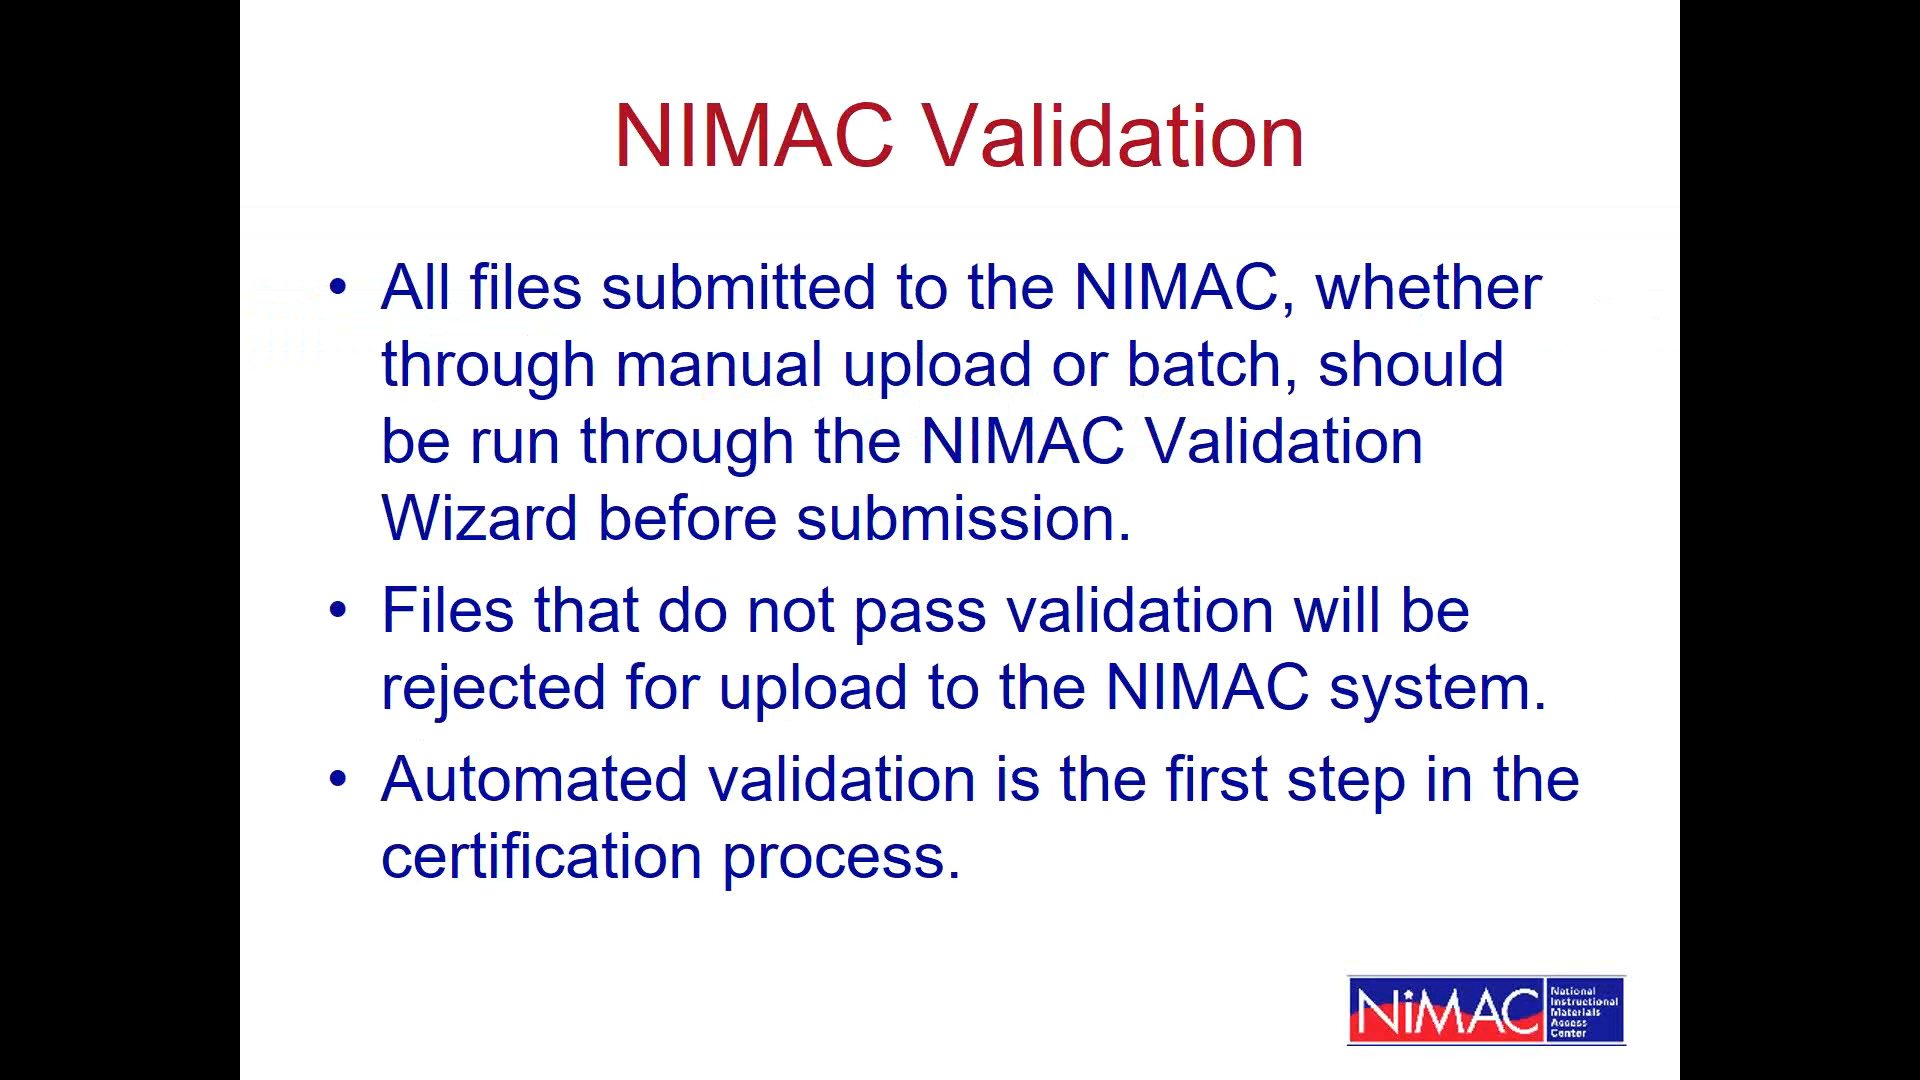 NIMAC Validation
• All files submitted to the NIMAC, whether
through manual upload or batch, should
be run through the NIMAC Validation
Wizard before submission.
• Files that do not pass validation will be
rejected for upload to the NIMAC system.
• Automated validation is the first step in the
certification process.
NiMAC
National
Instructional
Materials
Access
Center